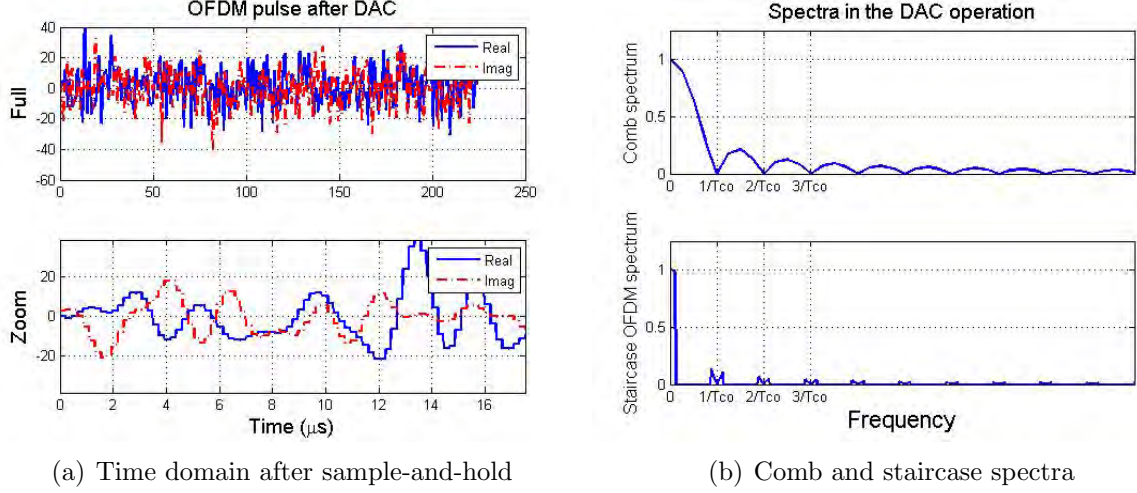 OFDM pulse after DAC
Full
40
20
0
-20
-40
-60
0 50 100 150 200 250
Real
Imag
Zoom
20
0
-20
0 2 4 6 8 10 12 14 16
Real
Imag
Time (μs)
(a) Time domain after sample-and-hold
Spectra in the DAC operation
Comb spectrum
1
0.5
0
0 1/Tco 2/Tco 3/Tco
Staircase OFDM spectrum
1
0.5
0
0 1/Tco 2/Tco 3/Tco
Frequency
(b) Comb and staircase spectra